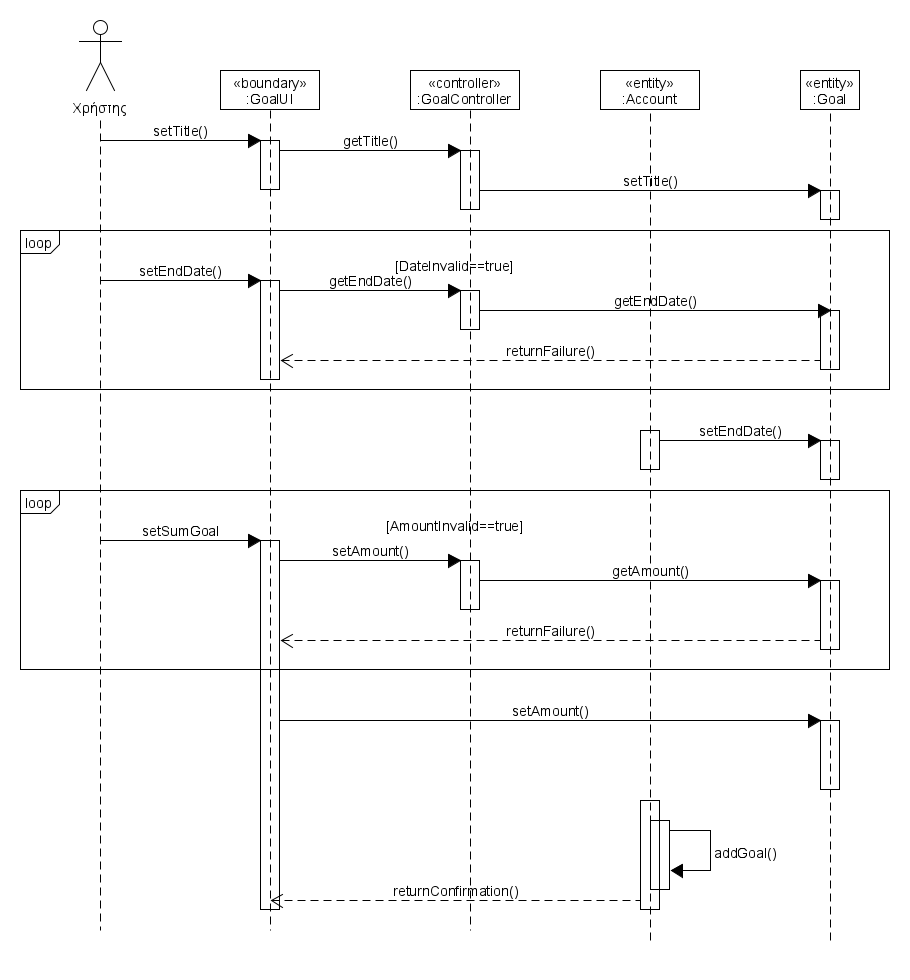 Χρήστης
«boundary»
:GoalUI
«controller»
:GoalController
«entity»
:Account
«entity»
:Goal
setTitle()
getTitle()
setTitle()
loop
[DateInvalid==true]
setEndDate()
getEndDate()
getEndDate()
returnFailure()
setEndDate()
loop
[AmountInvalid==true]
setSumGoal
setAmount()
getAmount()
returnFailure()
setAmount()
addGoal()
returnConfirmation()